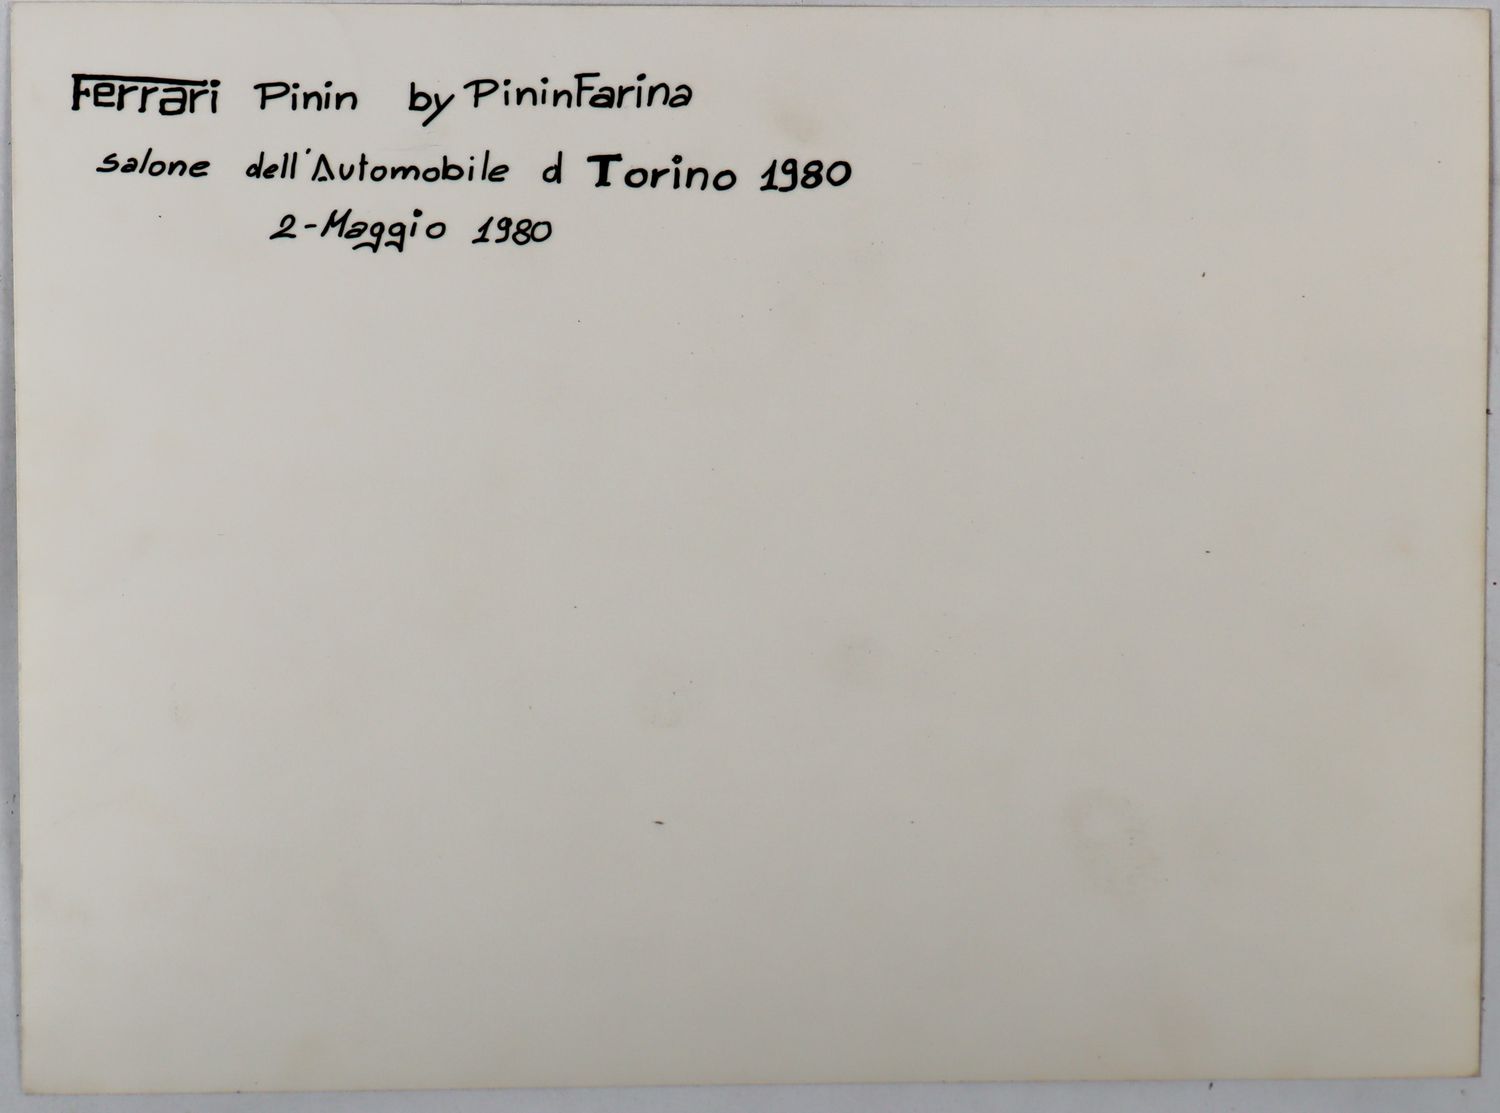 Ferrari Pinin by PininFarina
salone dell'Automobile d Torino 1980
2-Maggio 1980